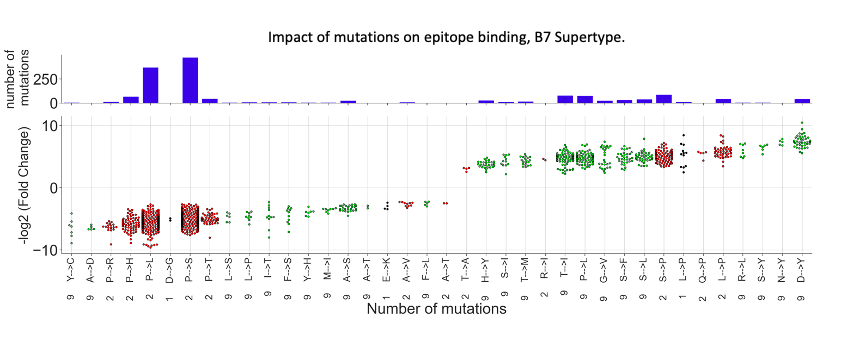 Impact of mutations on epitope binding, B7 Supertype.
number of
mutations
250
0
-log2 (Fold Change)
10
0
−10
9 Y-->C
9 A-->D
2 P-->R
2 P-->H
2 P-->L
1 D-->G
2 P-->S
2 P-->T
9 L-->S
9 L-->P
9 I-->T
9 F-->S
9 Y-->H
9 M-->I
9 A-->S
9 A-->T
1 E-->K
2 A-->V
9 F-->L
2 A-->T
2 T-->A
9 H-->Y
9 S-->I
9 T-->M
2 R-->I
9 T-->I
9 P-->L
9 G-->V
9 S-->F
9 S-->L
2 S-->P
1 L-->P
2 Q-->P
2 L-->P
9 R-->L
9 S-->Y
9 N-->Y
9 D-->Y
Number of mutations